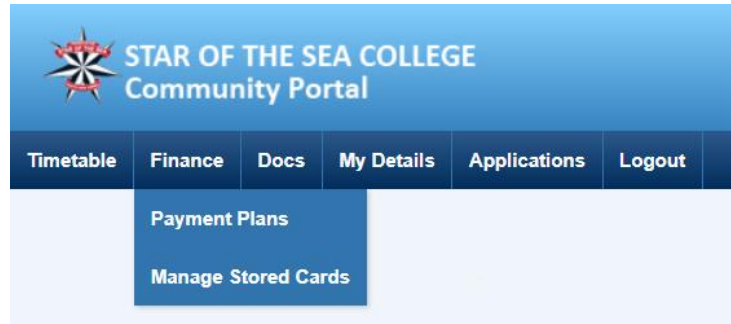 STAR OF THE SEA COLLEGE
Community Portal
Timetable Finance Docs My Details Applications Logout
Payment Plans
Manage Stored Cards